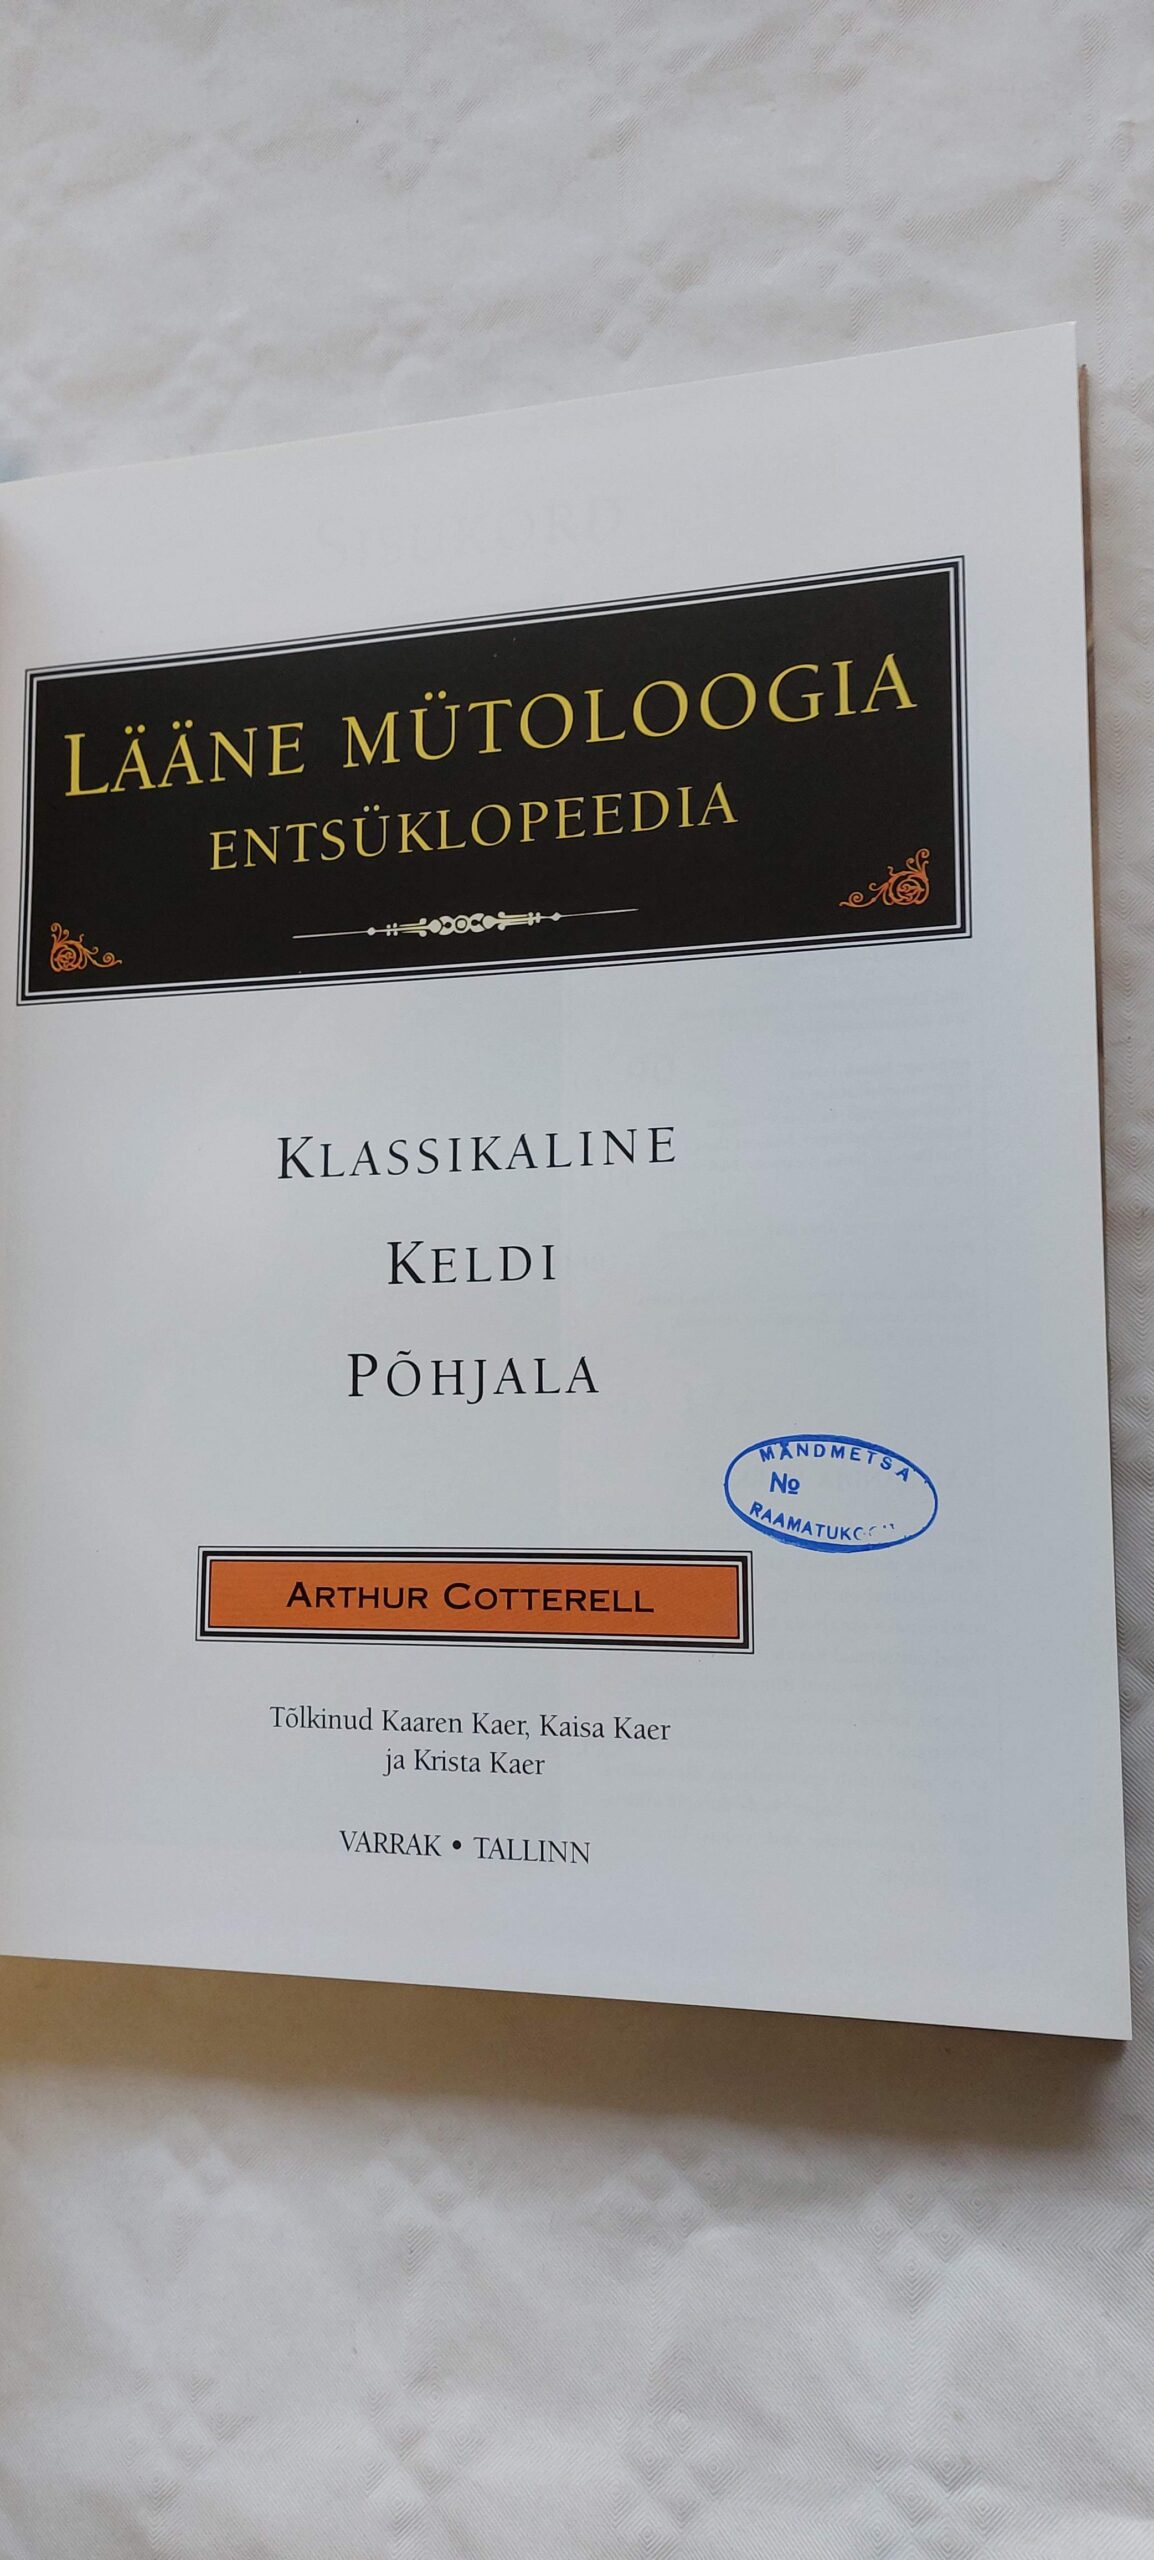 LÄÄNE MÜTOLOOGIA
ENTSÜKLOPEEDIA
KLASSIKALINE
KELDI
PÕHJALA
MÄNDMETSA
№
ARTHUR COTTERELL
Tõlkinud Kaaren Kaer, Kaisa Kaer
ja Krista Kaer
VARRAK • TALLINN